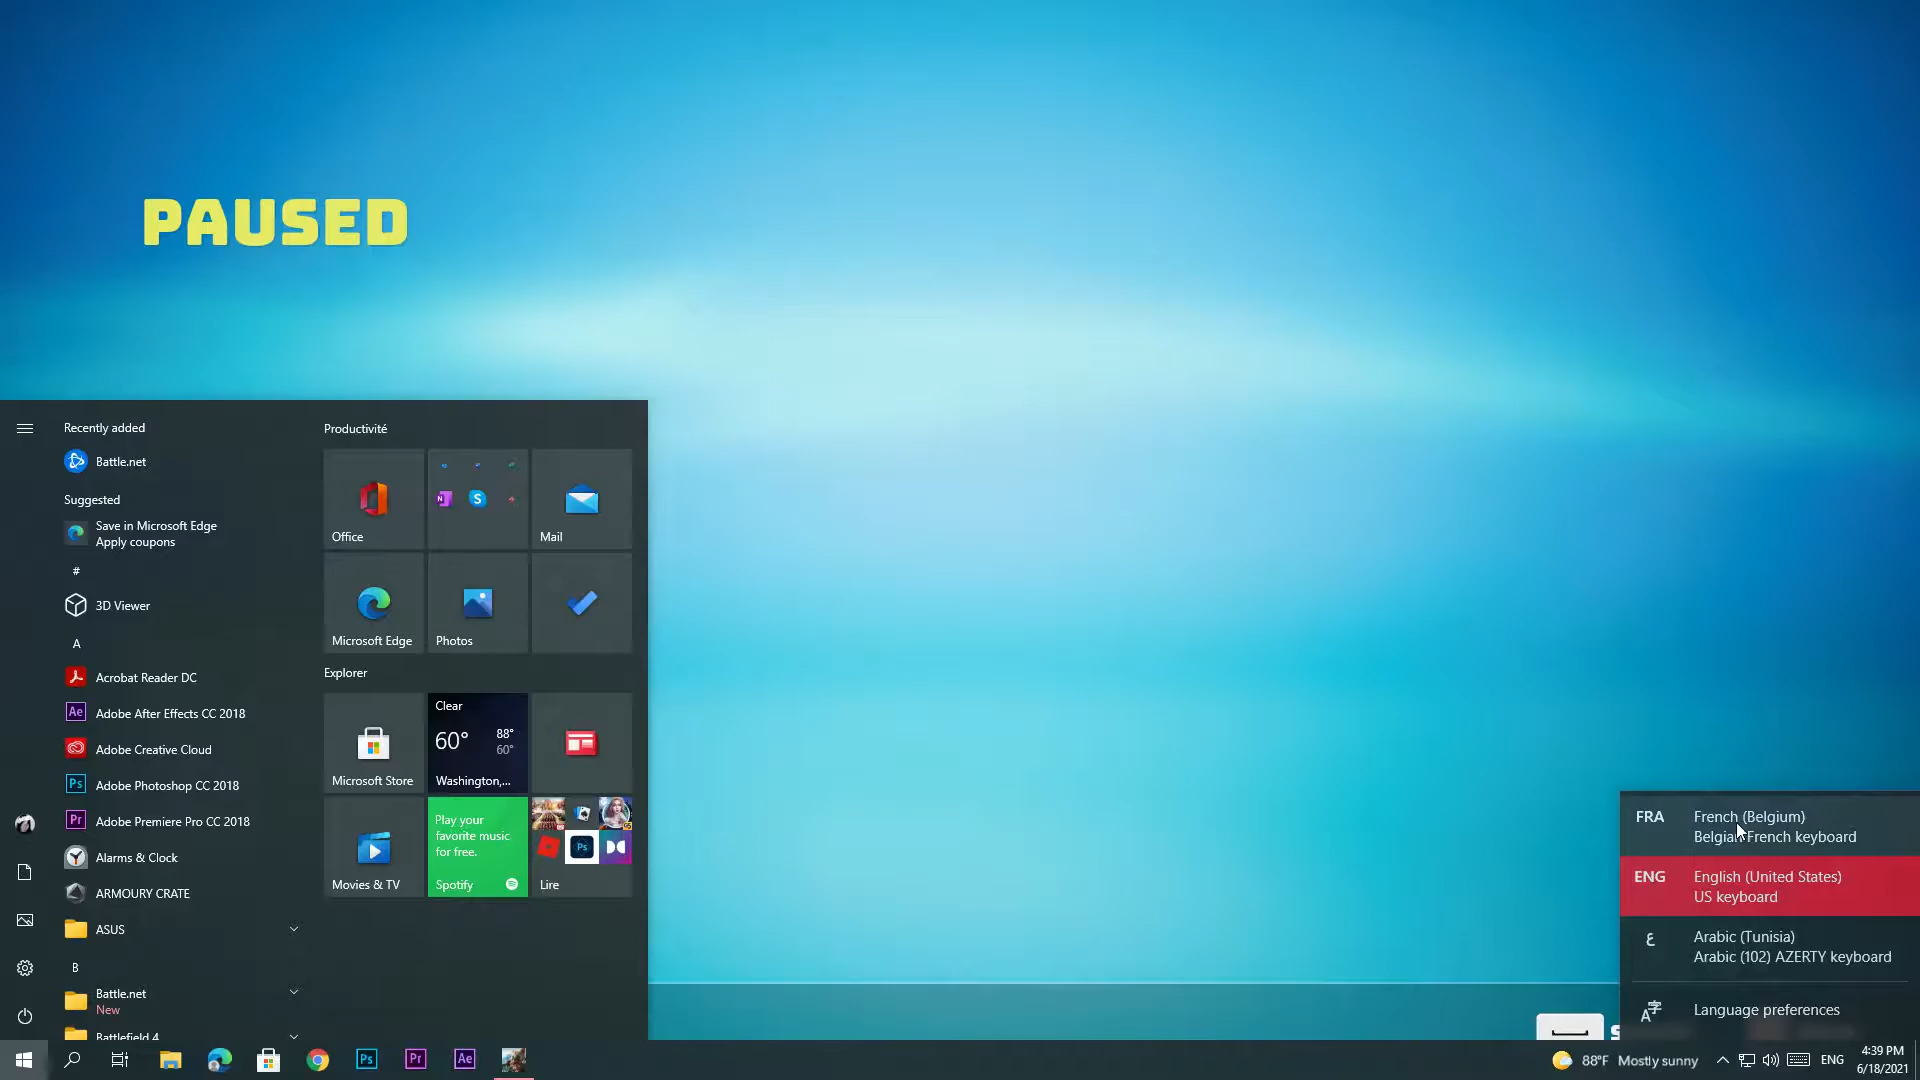 PAUSED
Recently added
Battle.net
Suggested
Save in Microsoft Edge
Apply coupons
#
3D Viewer
A
Acrobat Reader DC
Adobe After Effects CC 2018
Adobe Creative Cloud
Adobe Photoshop CC 2018
Adobe Premiere Pro CC 2018
Alarms & Clock
ARMOURY CRATE
ASUS
B
Battle.net
New
Battlefield 4
Productivité
Office
Mail
Microsoft Edge
Photos
Explorer
Microsoft Store
Clear
60° 88°
60°
Washington,...
Movies & TV
Play your
favorite music
for free.
Spotify
Lire
FRA French (Belgium)
Belgian French keyboard
ENG English (United States)
US keyboard
ع Arabic (Tunisia)
Arabic (102) AZERTY keyboard
Language preferences
88°F Mostly sunny
ENG
4:39 PM
6/18/2021